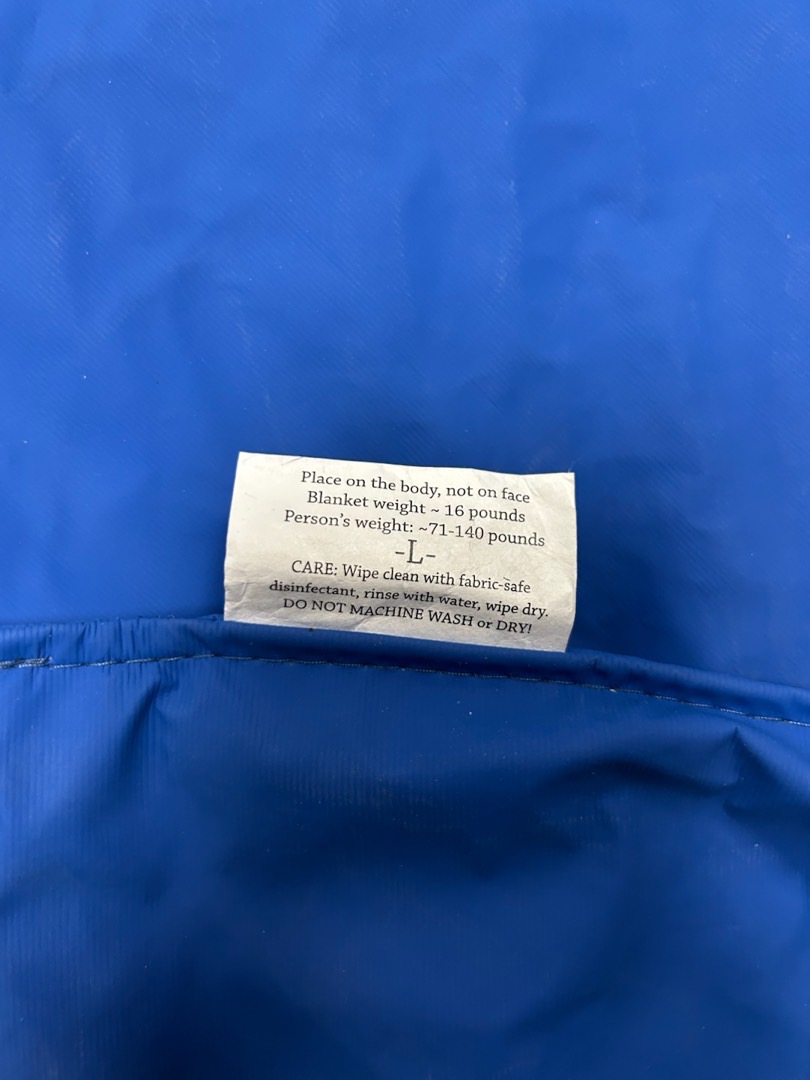 Place on the body, not on face
Blanket weight ~ 16 pounds
Person's weight: ~71-140 pounds
-L-
CARE: Wipe clean with fabric-safe
disinfectant, rinse with water, wipe dry.
DO NOT MACHINE WASH or DRY!